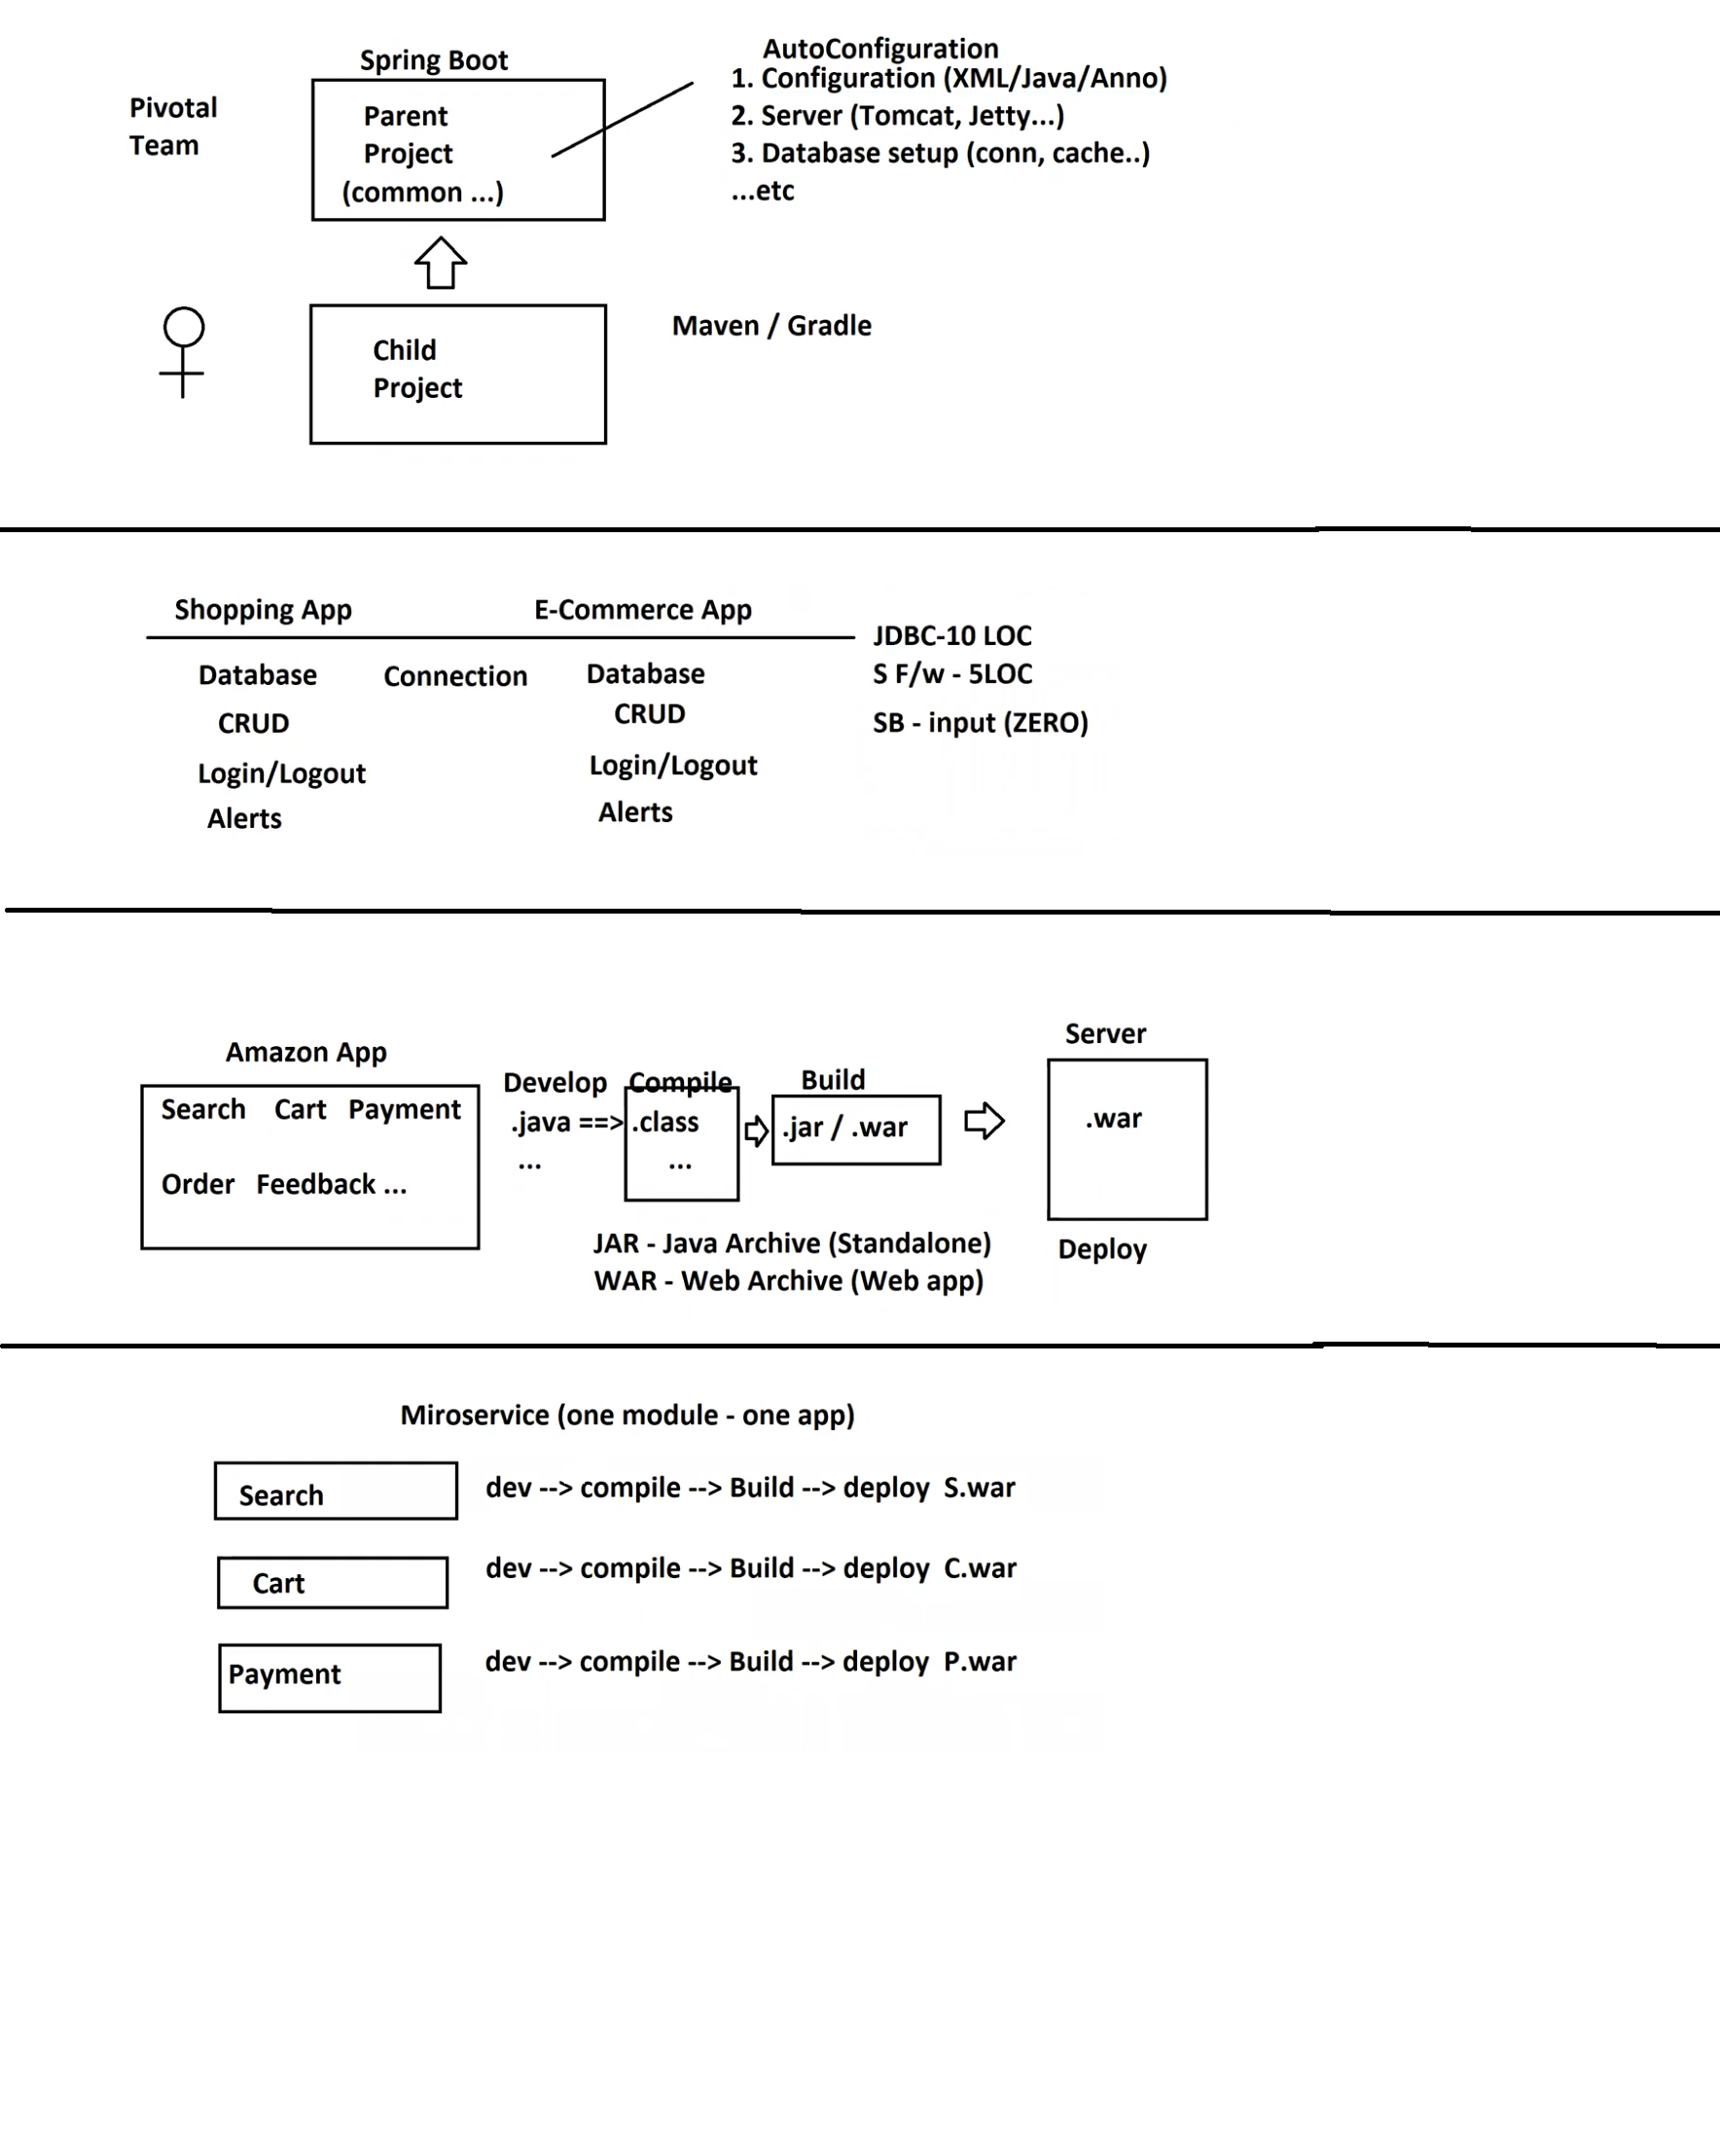 Spring Boot
AutoConfiguration
Pivotal
Team
Parent
Project
(common ...)
1. Configuration (XML/Java/Anno)
2. Server (Tomcat, Jetty...)
3. Database setup (conn, cache..)
...etc
Child
Project
Maven / Gradle
Shopping App
E-Commerce App
Database
Connection
Database
CRUD
CRUD
Login/Logout
Login/Logout
Alerts
Alerts
JDBC-10 LOC
S F/w - 5LOC
SB - input (ZERO)
Amazon App
Search Cart Payment
Order Feedback ...
Develop
.java ==>
...
Compile
.class
...
Build
.jar / .war
JAR - Java Archive (Standalone)
WAR - Web Archive (Web app)
Server
.war
Deploy
Miroservice (one module - one app)
Search
dev --> compile --> Build --> deploy S.war
Cart
dev --> compile --> Build --> deploy C.war
Payment
dev --> compile --> Build --> deploy P.war